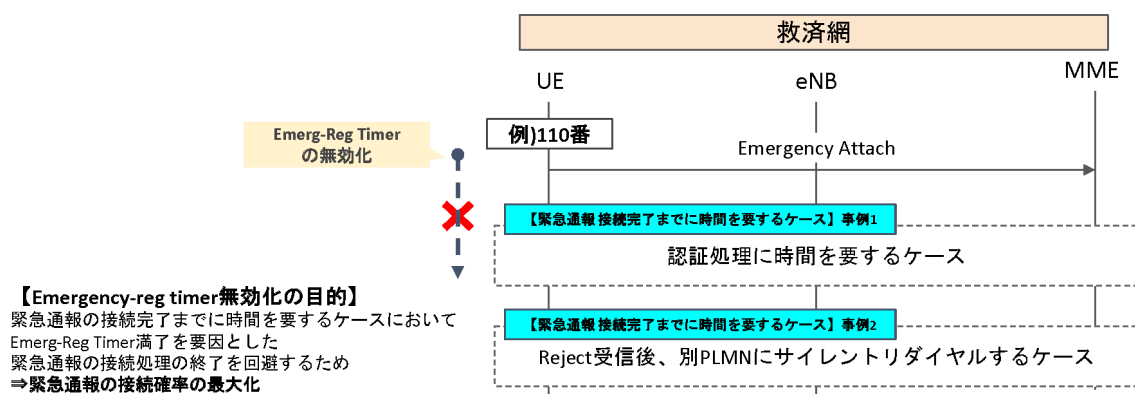 救済網
UE
eNB
MME
例)110番
Emerg-Reg Timer
の無効化
Emergency Attach
【緊急通報 接続完了までに時間を要するケース】事例1
認証処理に時間を要するケース
【Emergency-reg timer無効化の目的】
緊急通報の接続完了までに時間を要するケースにおいて
Emerg-Reg Timer満了を要因とした
緊急通報の接続処理の終了を回避するため
⇒緊急通報の接続確率の最大化
【緊急通報 接続完了までに時間を要するケース】事例2
Reject受信後、別PLMNにサイレントリダイヤルするケース